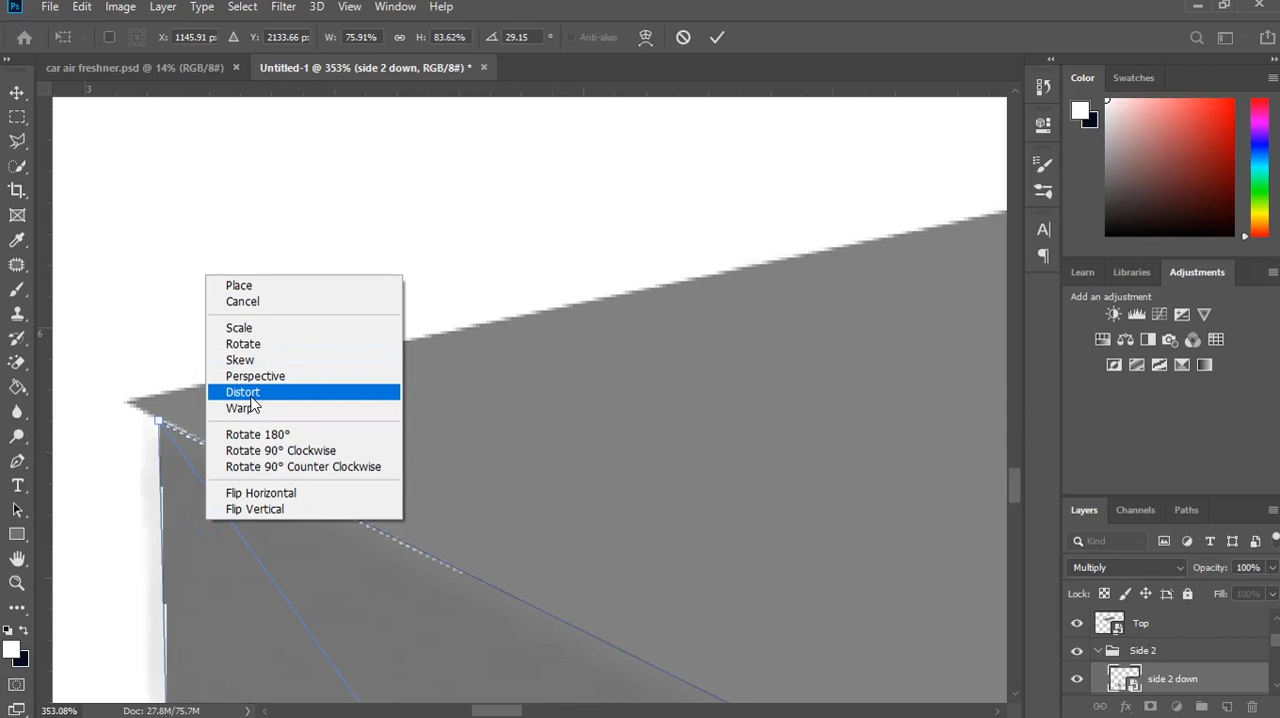 Ps File Edit Image Layer Type Select Filter 3D View Window Help
X: 1145.91 p: Y: 2133.66 p: W: 75.91% H: 83.62% 29.15 ° Anti-alias
car air freshner.psd @ 14% (RGB/8#) × Untitled-1 @ 353% (side 2 down, RGB/8#) * ×
3
6
Place
Cancel
Scale
Rotate
Skew
Perspective
Distort
Warp
Rotate 180°
Rotate 90° Clockwise
Rotate 90° Counter Clockwise
Flip Horizontal
Flip Vertical
Color Swatches
Learn Libraries Adjustments
Add an adjustment
Layers Channels Paths
Kind
Multiply Opacity: 100%
Lock: Fill: 100%
Top
Side 2
side 2 down
353.08% Doc: 27.8M/75.7M